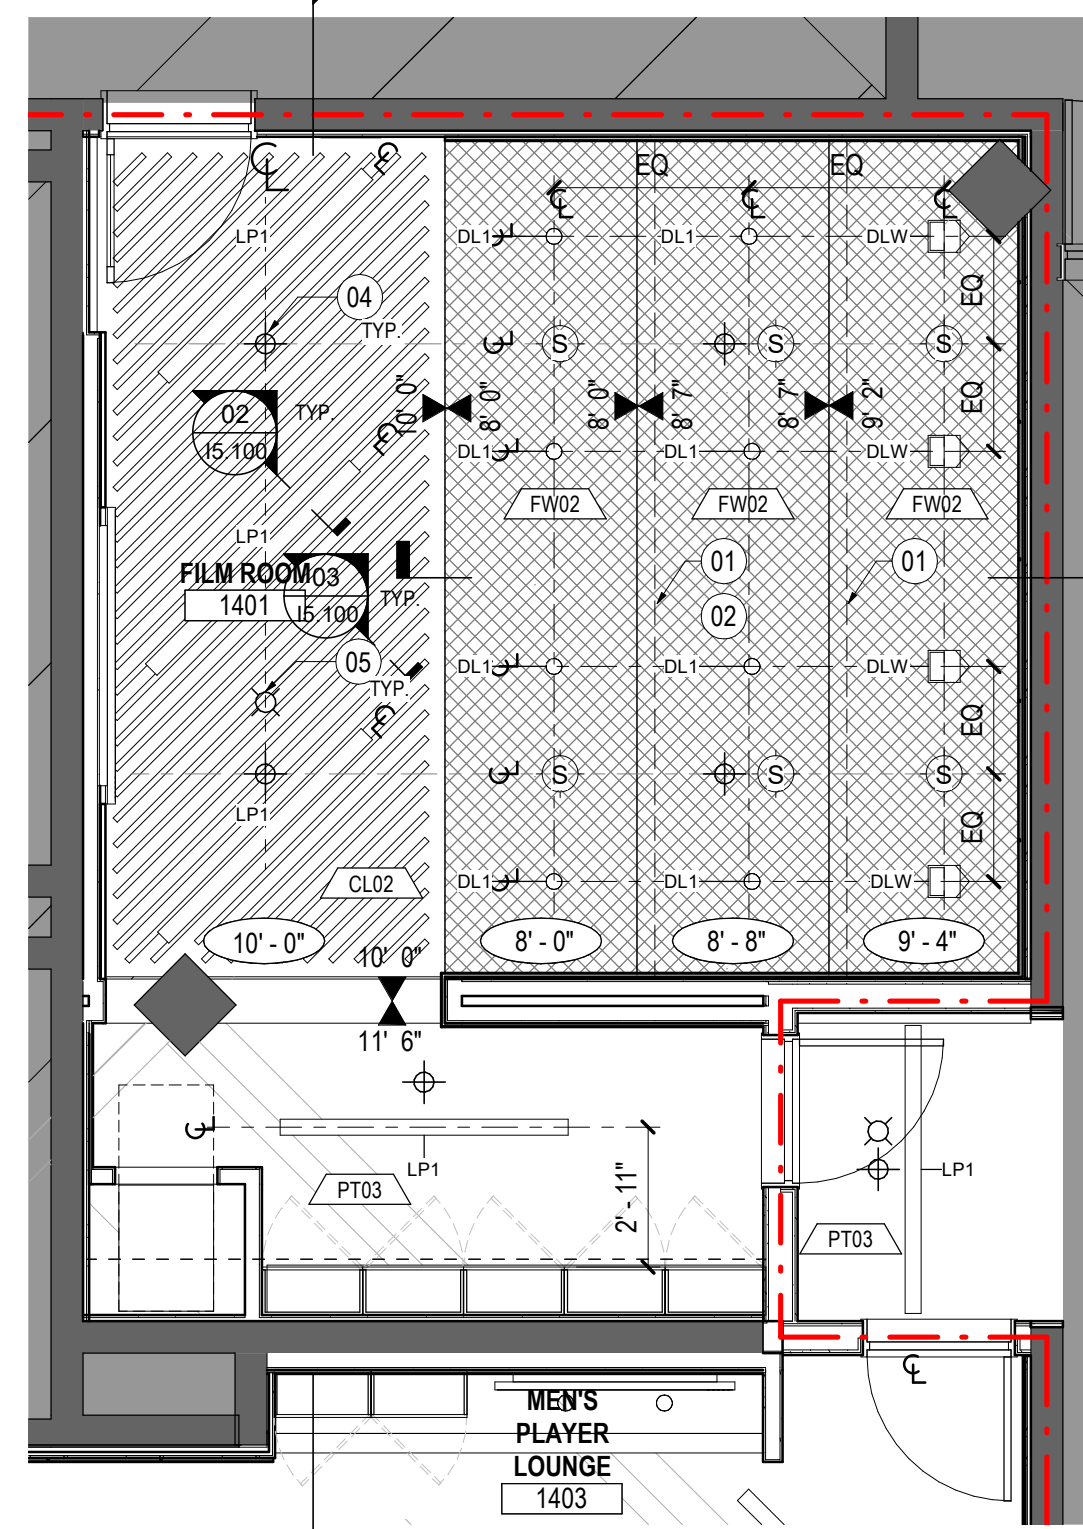 EQ EQ
LP1 DL1 DL1 DLW
04
EQ
TYP.
S S S
10' 0" 8' 0" 8' 0" 8' 7" 8' 7" 9' 2"
EQ
02
I5.100
TYP.
DL1 DL1 DLW
FW02 FW02 FW02
LP1
01 01
FILM ROOM
1401
03
I5.100
TYP.
02
05
TYP.
DL1 DL1 DLW
EQ
S S S
LP1
EQ
CL02
DL1 DL1 DLW
10' - 0" 8' - 0" 8' - 8" 9' - 4"
10' 0"
11' 6"
LP1 LP1
PT03
2' - 11"
PT03
MEN'S
PLAYER
LOUNGE
1403